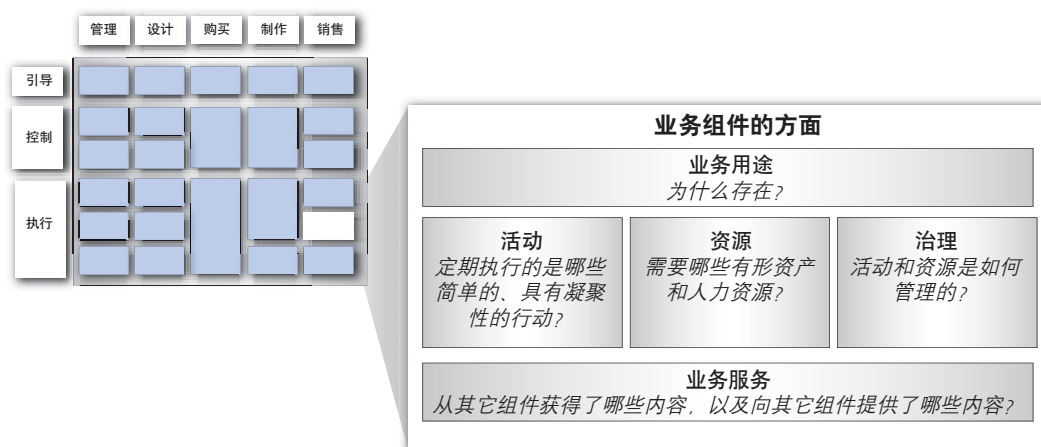 管理 设计 购买 制作 销售
引导
控制
执行
业务组件的方面
业务用途
为什么存在?
活动
定期执行的是哪些
简单的、具有凝聚
性的行动?
资源
需要哪些有形资产
和人力资源?
治理
活动和资源是如何
管理的?
业务服务
从其它组件获得了哪些内容，以及向其它组件提供了哪些内容?